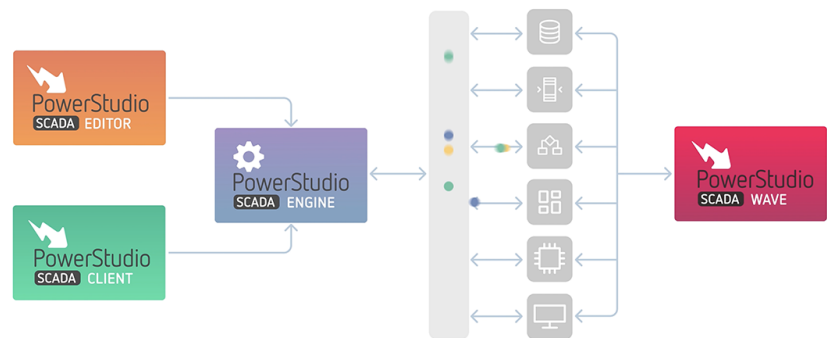 PowerStudio
SCADA EDITOR
PowerStudio
SCADA ENGINE
PowerStudio
SCADA CLIENT
PowerStudio
SCADA WAVE